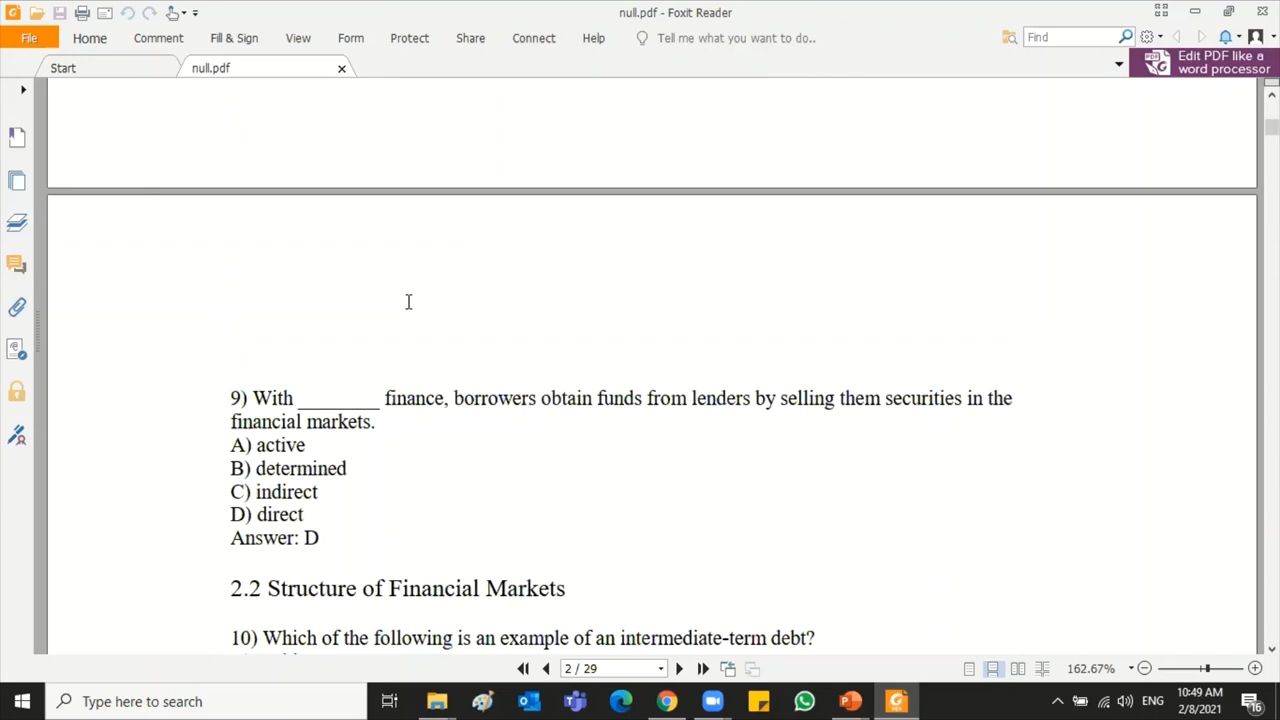 null.pdf - Foxit Reader
File Home Comment Fill & Sign View Form Protect Share Connect Help Tell me what you want to do.. Find
Start null.pdf
Edit PDF like a
word processor
9) With ________ finance, borrowers obtain funds from lenders by selling them securities in the
financial markets.
A) active
B) determined
C) indirect
D) direct
Answer: D
2.2 Structure of Financial Markets
10) Which of the following is an example of an intermediate-term debt?
2 / 29 162.67%
Type here to search ENG 10:49 AM
2/8/2021 16